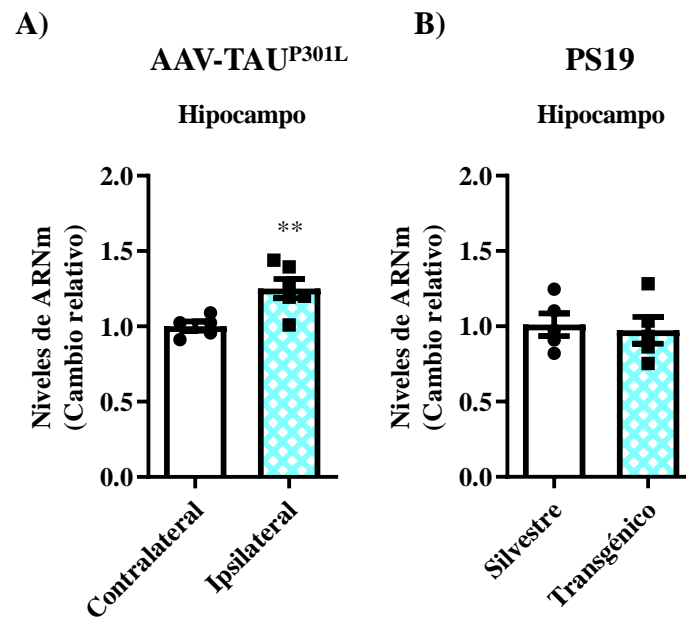 A)
AAV-TAUP301L
Hipocampo
Niveles de ARNm
(Cambio relativo)
2.0
1.5
1.0
0.5
0.0
**
Contralateral
Ipsilateral
B)
PS19
Hipocampo
Niveles de ARNm
(Cambio relativo)
2.0
1.5
1.0
0.5
0.0
Silvestre
Transgénico